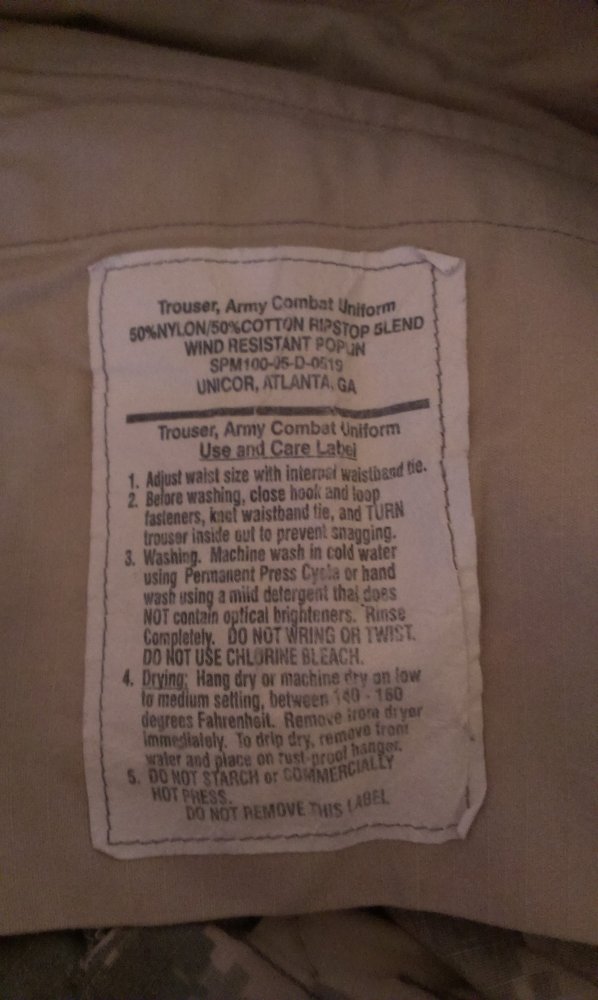 Trouser, Army Combat Uniform
50%NYLON/50%COTTON RIPSTOP BLEND
WIND RESISTANT POPLIN
SPM100-05-D-0519
UNICOR, ATLANTA, GA
Trouser, Army Combat Uniform
Use and Care Label
1. Adjust waist size with internal waistband tie.
2. Before washing, close hook and loop
fasteners, knot waistband tie, and TURN
trouser inside out to prevent snagging.
3. Washing. Machine wash in cold water
using Permanent Press Cycle or hand
wash using a mild detergent that does
NOT contain optical brighteners. Rinse
Completely. DO NOT WRING OR TWIST.
DO NOT USE CHLORINE BLEACH.
4. Drying: Hang dry or machine dry on low
to medium setting, between 140 - 160
degrees Fahrenheit. Remove from dryer
immediately. To drip dry, remove from
water and place on rust-proof hanger.
5. DO NOT STARCH or COMMERCIALLY
HOT PRESS.
DO NOT REMOVE THIS LABEL